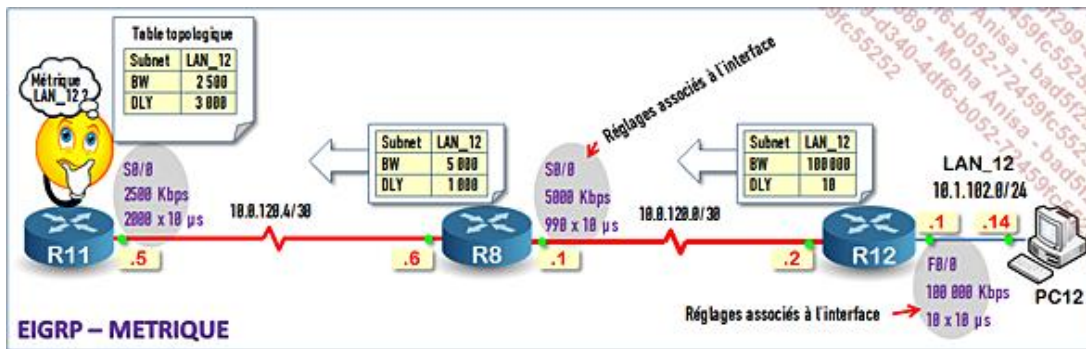 Table topologique
Subnet LAN_12
BW 2 500
DLY 3 000
Métrique
LAN_12 ?
S0/0
2500 Kbps
2000 x 10 µs
R11
.5
10.0.120.4/30
Subnet LAN_12
BW 5 000
DLY 1 000
.6
R8
Réglages associés à l'interface
S0/0
5000 Kbps
990 x 10 µs
.1
10.0.120.0/30
Subnet LAN_12
BW 100 000
DLY 10
.2
R12
LAN_12
10.1.102.0/24
.1
.14
PC12
F0/0
100 000 Kbps
10 x 10 µs
Réglages associés à l'interface
EIGRP – METRIQUE
889 - Moha Anisa